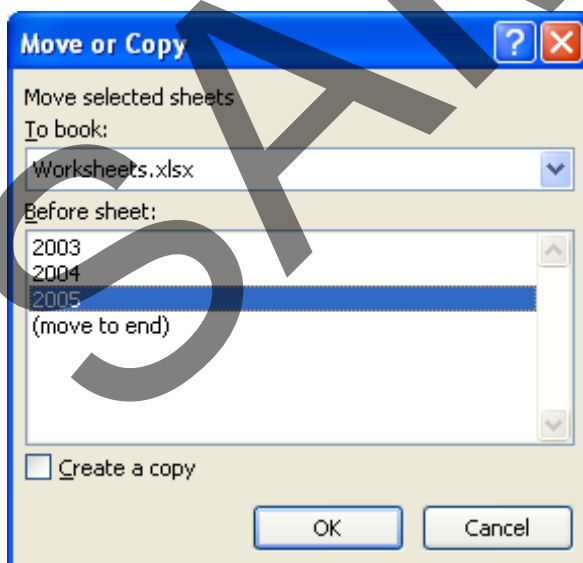 Move or Copy
Move selected sheets
To book:
Worksheets.xlsx
Before sheet:
2003
2004
2005
(move to end)
Create a copy
OK Cancel